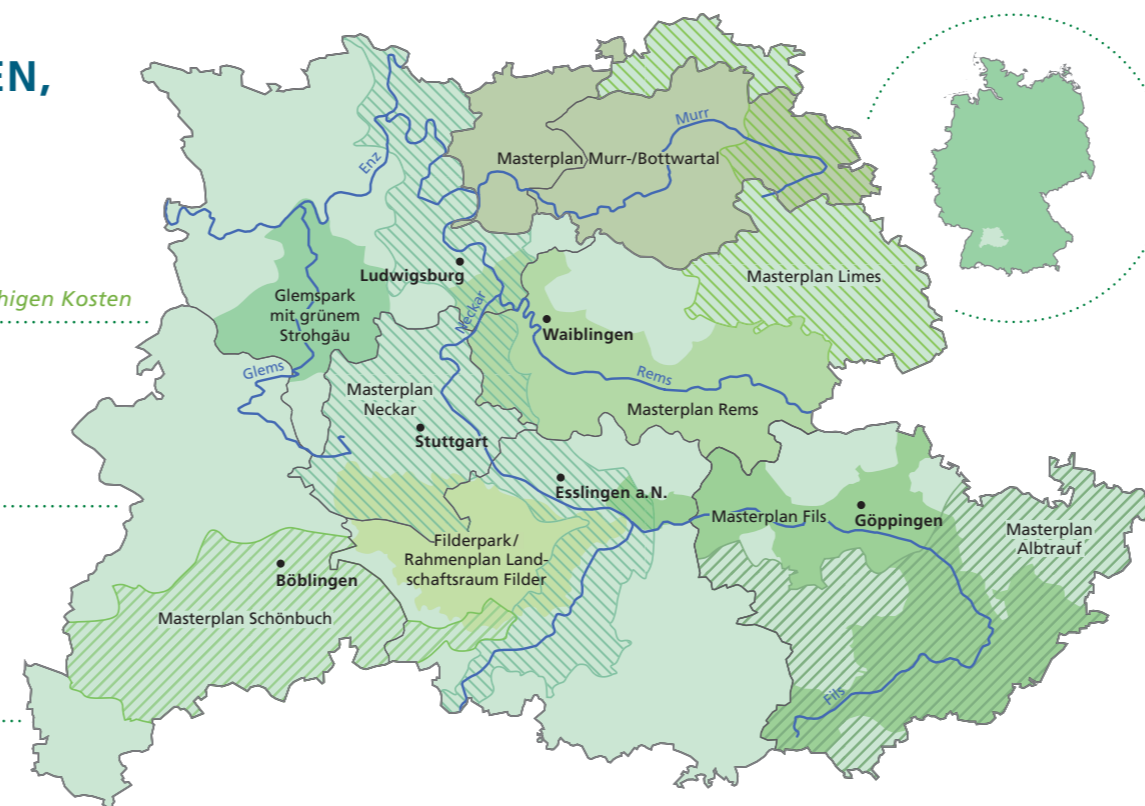 EN,
higen Kosten
Enz
Murr
Masterplan Murr-/Bottwartal
Masterplan Limes
Ludwigsburg
Glemspark
mit grünem
Strohgäu
Neckar
Waiblingen
Glems
Rems
Masterplan
Neckar
Masterplan Rems
Stuttgart
Esslingen a.N.
Masterplan Fils
Göppingen
Masterplan
Albtrauf
Filderpark/
Rahmenplan Land-
schaftsraum Filder
Böblingen
Masterplan Schönbuch
Fils